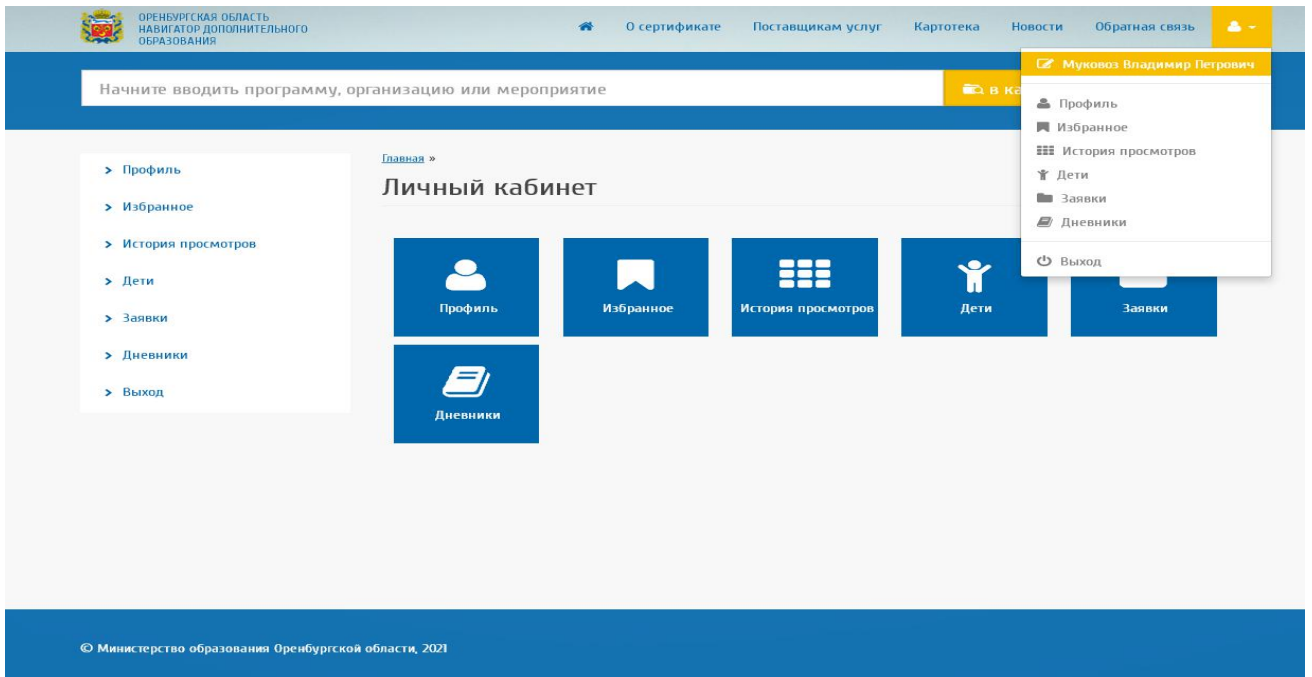 ОРЕНБУРГСКАЯ ОБЛАСТЬ
НАВИГАТОР ДОПОЛНИТЕЛЬНОГО
ОБРАЗОВАНИЯ
О сертификате Поставщикам услуг Картотека Новости Обратная связь
Муковоз Владимир Петрович
Начните вводить программу, организацию или мероприятие
в ка
Профиль
Избранное
История просмотров
Дети
Заявки
Дневники
Выход
Профиль
Избранное
История просмотров
Дети
Заявки
Дневники
Выход
Главная »
Личный кабинет
Профиль
Избранное
История просмотров
Дети
Заявки
Дневники
© Министерство образования Оренбургской области, 2021